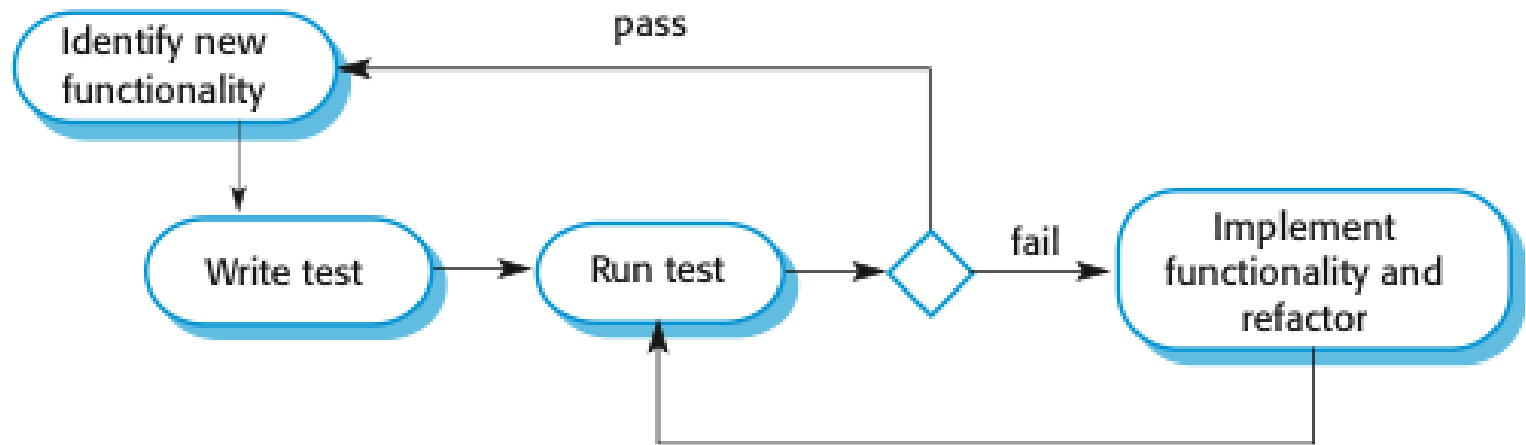 Identify new
functionality
pass
Write test
Run test
fail
Implement
functionality and
refactor